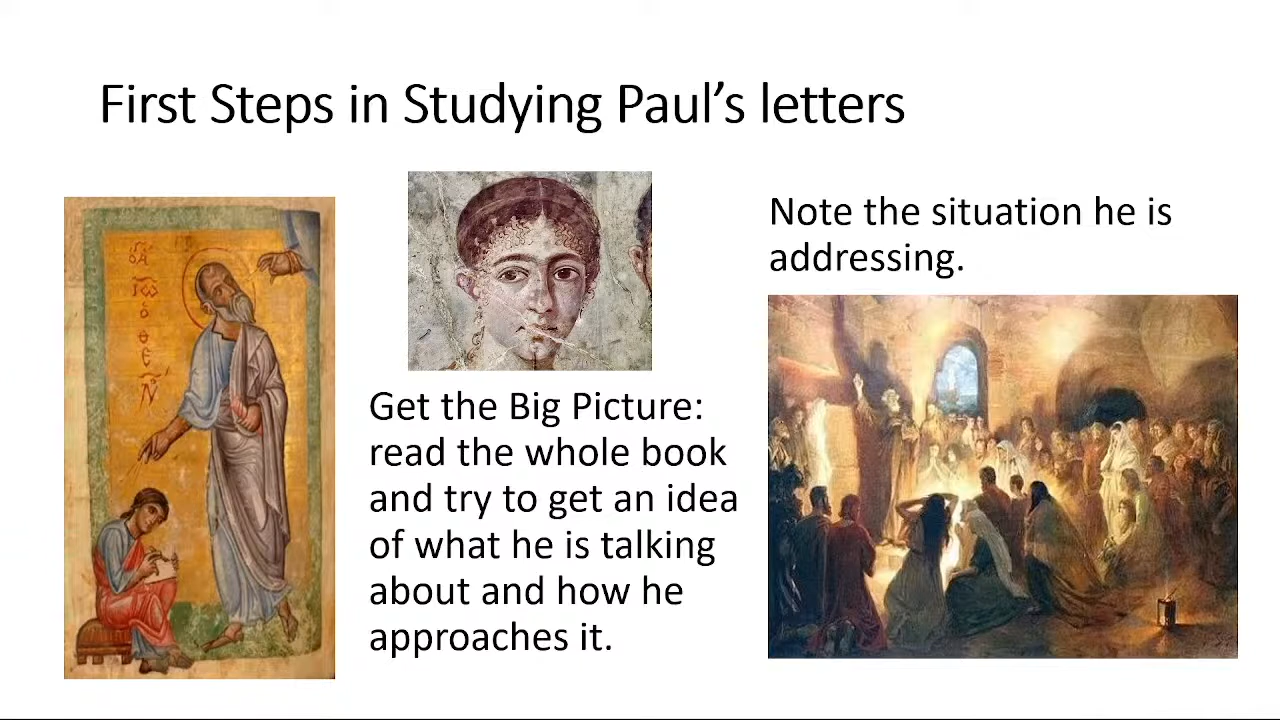 First Steps in Studying Paul’s letters
Get the Big Picture:
read the whole book
and try to get an idea
of what he is talking
about and how he
approaches it.
Note the situation he is
addressing.